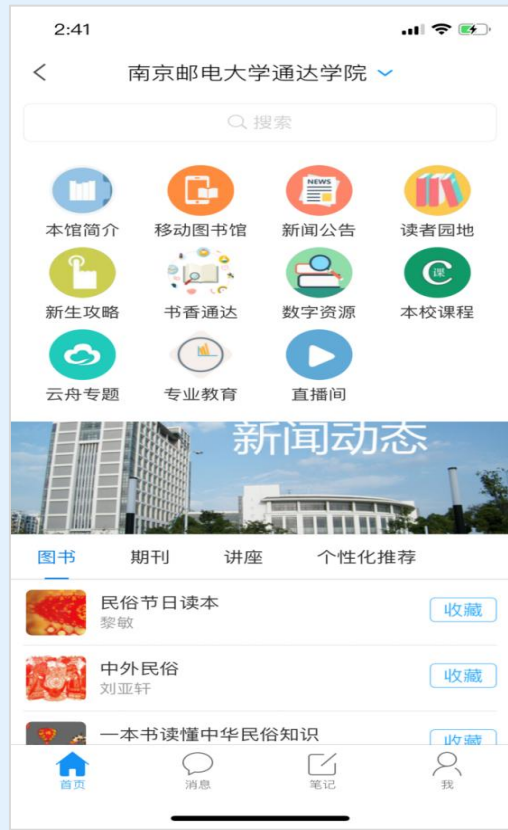 2:41
南京邮电大学通达学院
搜索
NEWS
本馆简介 移动图书馆 新闻公告 读者园地
课
新生攻略 书香通达 数字资源 本校课程
云舟专题 专业教育 直播间
新闻动态
图书 期刊 讲座 个性化推荐
民俗节日读本
黎敏
收藏
中外民俗
刘亚轩
收藏
一本书读懂中华民俗知识
收藏
首页 消息 笔记 我